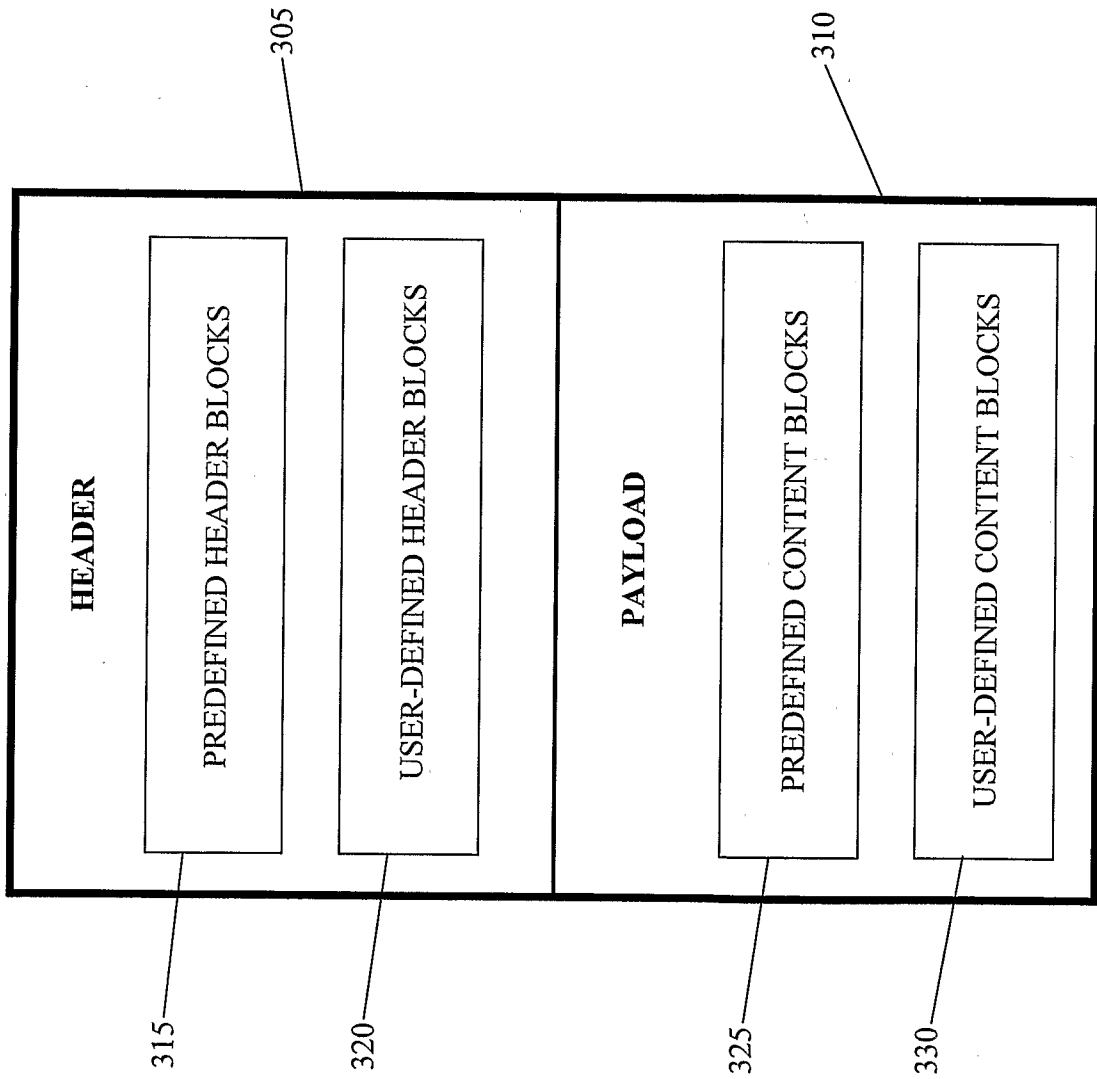 305
HEADER
PREDEFINED HEADER BLOCKS
315
USER-DEFINED HEADER BLOCKS
320
310
PAYLOAD
PREDEFINED CONTENT BLOCKS
325
USER-DEFINED CONTENT BLOCKS
330